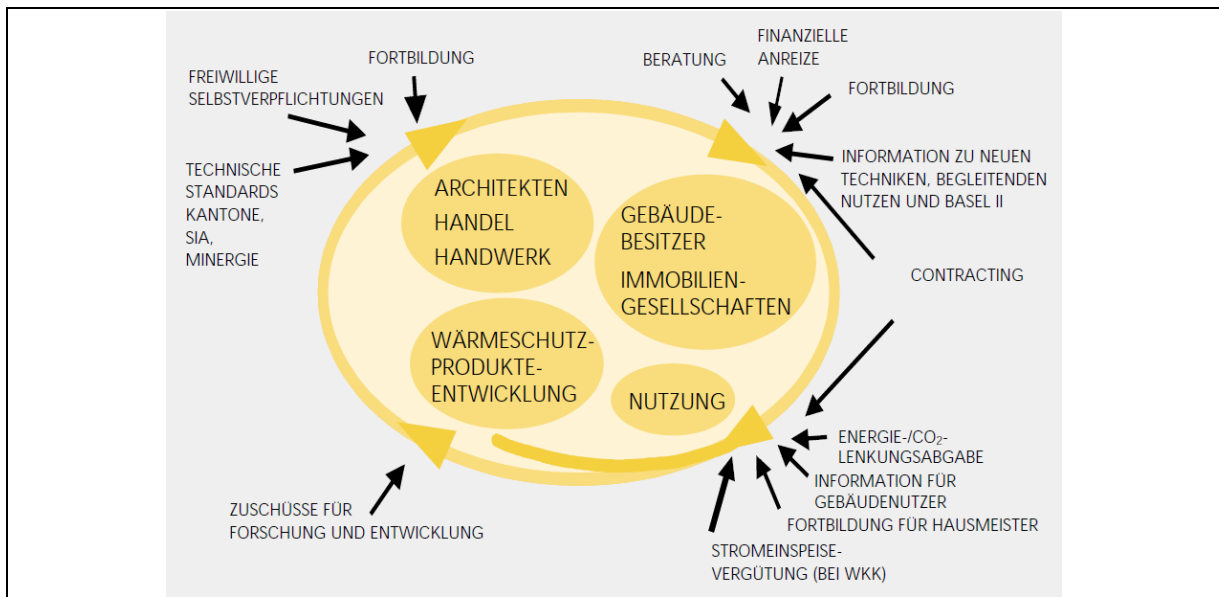 FORTBILDUNG
FREIWILLIGE
SELBSTVERPFLICHTUNGEN
TECHNISCHE
STANDARDS
KANTONE,
SIA,
MINERGIE
BERATUNG
FINANZIELLE
ANREIZE
FORTBILDUNG
INFORMATION ZU NEUEN
TECHNIKEN, BEGLEITENDEN
NUTZEN UND BASEL II
CONTRACTING
ARCHITEKTEN
HANDEL
HANDWERK
GEBÄUDE-
BESITZER
IMMOBILIEN-
GESELLSCHAFTEN
WÄRMESCHUTZ-
PRODUKTE-
ENTWICKLUNG
NUTZUNG
ENERGIE-/CO₂-
LENKUNGSABGABE
INFORMATION FÜR
GEBÄUDENUTZER
FORTBILDUNG FÜR HAUSMEISTER
STROMEINSPEISE-
VERGÜTUNG (BEI WKK)
ZUSCHÜSSE FÜR
FORSCHUNG UND ENTWICKLUNG